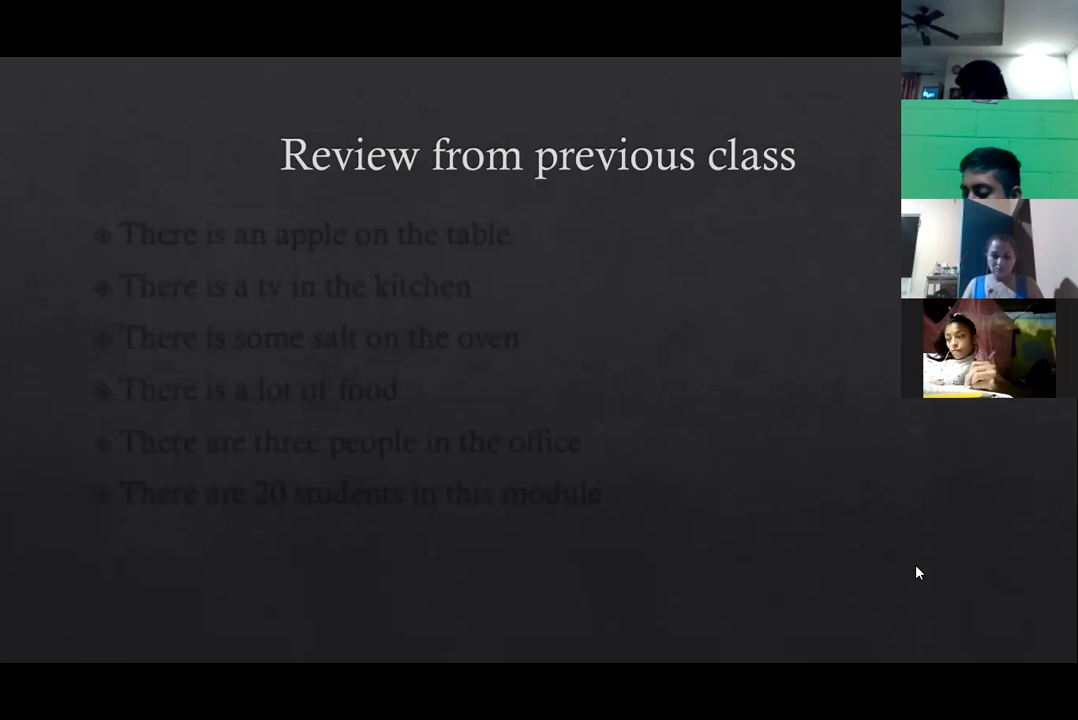 Review from previous class
There is an apple on the table
There is a tv in the kitchen
There is some salt on the oven
There is a lot of food
There are three people in the office
There are 20 students in this module